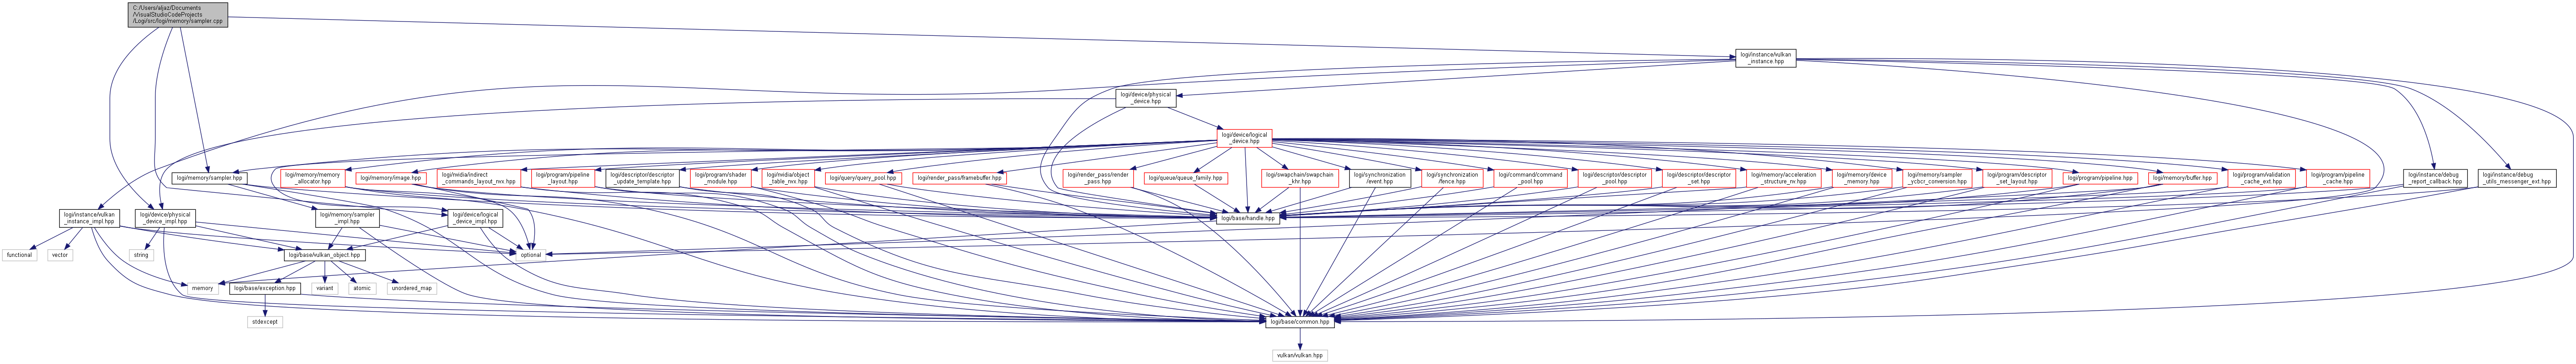 C:/Users/aljaz/Documents
/VisualStudioCodeProjects
/Logi/src/logi/memory/sampler.cpp
logi/instance/vulkan
_instance.hpp
logi/device/physical
_device.hpp
logi/device/logical
_device.hpp
logi/memory/sampler.hpp
logi/memory/memory
_allocator.hpp
logi/memory/image.hpp
logi/media/indirect
_commands_layout_nvx.hpp
logi/program/pipeline
_layout.hpp
logi/descriptor/descriptor
_update_template.hpp
logi/program/shader
_module.hpp
logi/media/object
_table_nvx.hpp
logi/query/query_pool.hpp
logi/render_pass/framebuffer.hpp
logi/render_pass/render
_pass.hpp
logi/queue/queue_family.hpp
logi/swapchain/swapchain
_khr.hpp
logi/synchronization
/event.hpp
logi/synchronization
/fence.hpp
logi/command/command
_pool.hpp
logi/descriptor/descriptor
_pool.hpp
logi/descriptor/descriptor
_set.hpp
logi/memory/acceleration
_structure_nv.hpp
logi/memory/device
_memory.hpp
logi/memory/sampler
_ycbcr_conversion.hpp
logi/program/descriptor
_set_layout.hpp
logi/program/pipeline.hpp
logi/memory/buffer.hpp
logi/program/validation
_cache_ext.hpp
logi/program/pipeline
_cache.hpp
logi/instance/debug
_report_callback.hpp
logi/instance/debug
_utils_messenger_ext.hpp
logi/instance/vulkan
_instance_impl.hpp
logi/device/physical
_device_impl.hpp
logi/memory/sampler
_impl.hpp
logi/device/logical
_device_impl.hpp
logi/base/handle.hpp
functional
vector
string
logi/base/vulkan_object.hpp
optional
memory
logi/base/exception.hpp
variant
atomic
unordered_map
stdexcept
logi/base/common.hpp
vulkan/vulkan.hpp